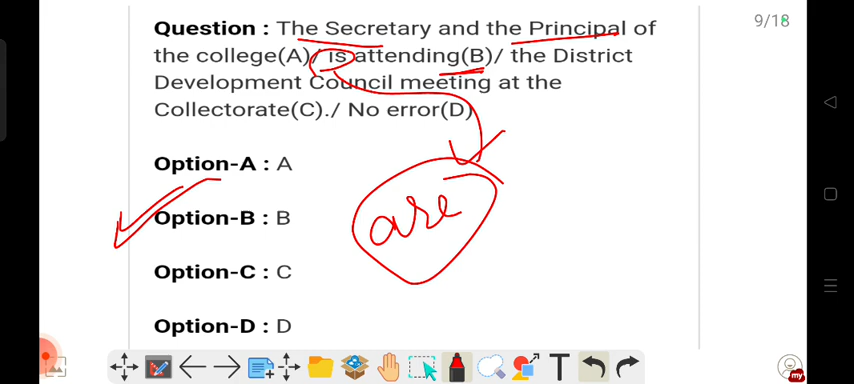 9/18
Question : The Secretary and the Principal of
the college(A)/ is attending(B)/ the District
Development Council meeting at the
Collectorate(C)./ No error(D)
Option-A : A
are
Option-B : B
Option-C : C
Option-D : D
T
my